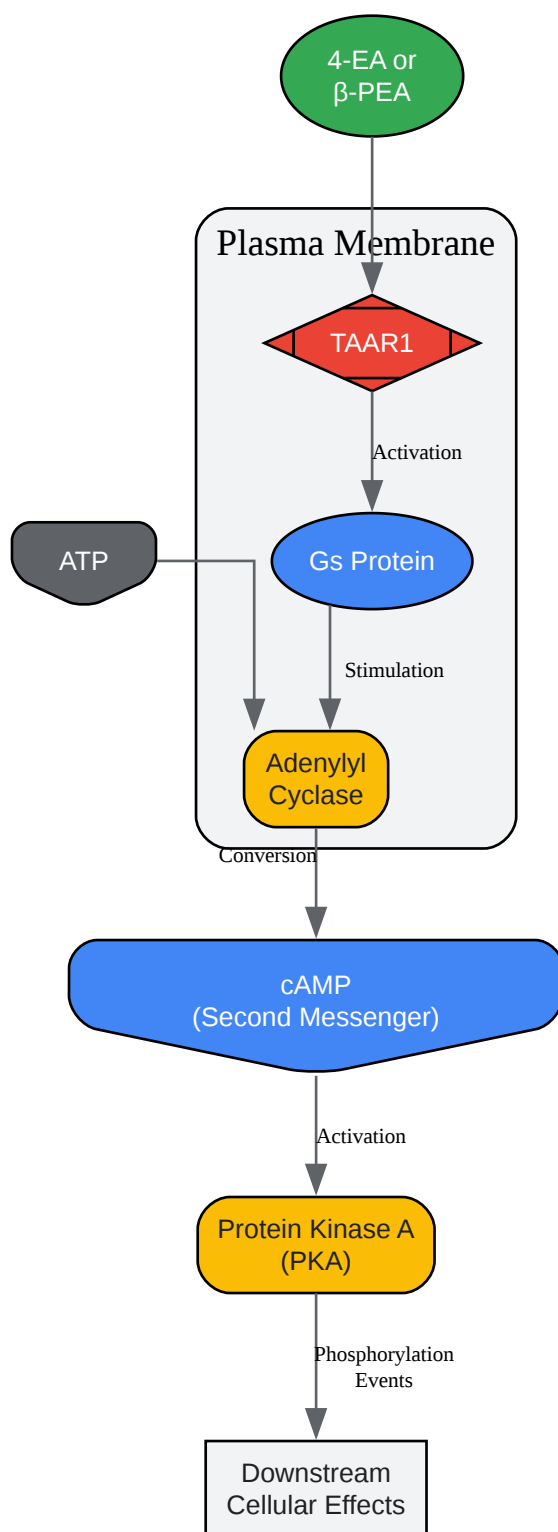 4-EA or
β-PEA
Plasma Membrane
TAAR1
Activation
ATP
Gs Protein
Stimulation
Adenylyl
Cyclase
Conversion
cAMP
(Second Messenger)
Activation
Protein Kinase A
(PKA)
Phosphorylation
Events
Downstream
Cellular Effects